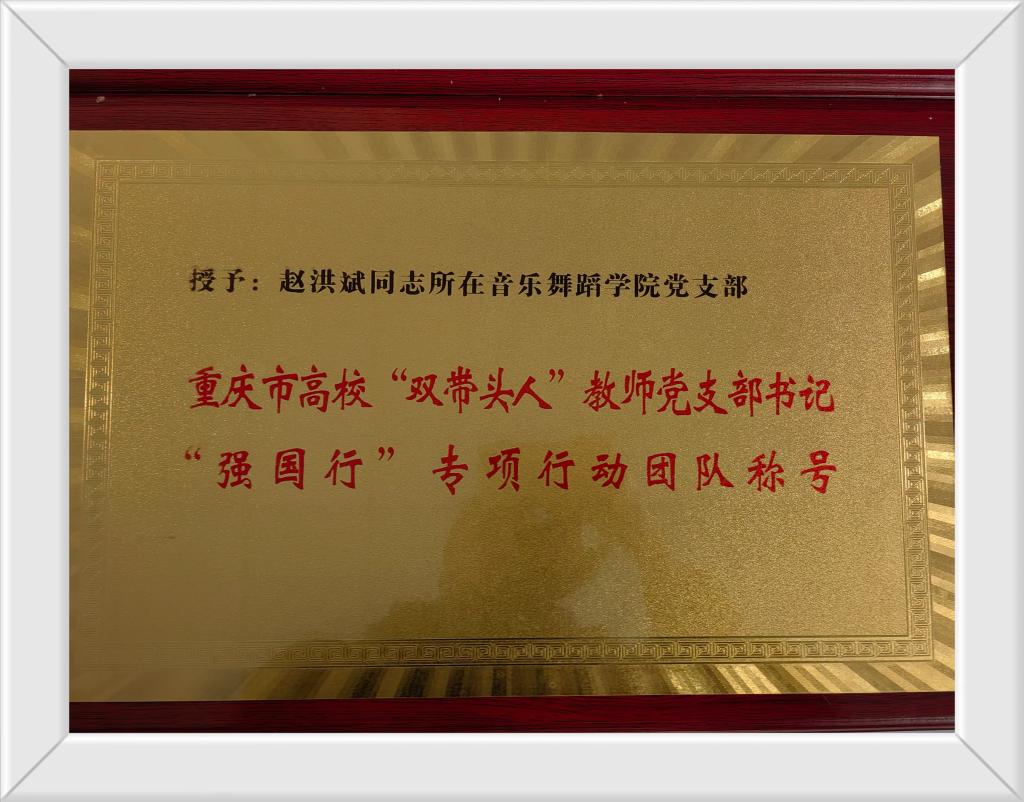 授予：赵洪斌同志所在音乐舞蹈学院党支部
重庆市高校“双带头人”教师党支部书记
“强国行”专项行动团队称号